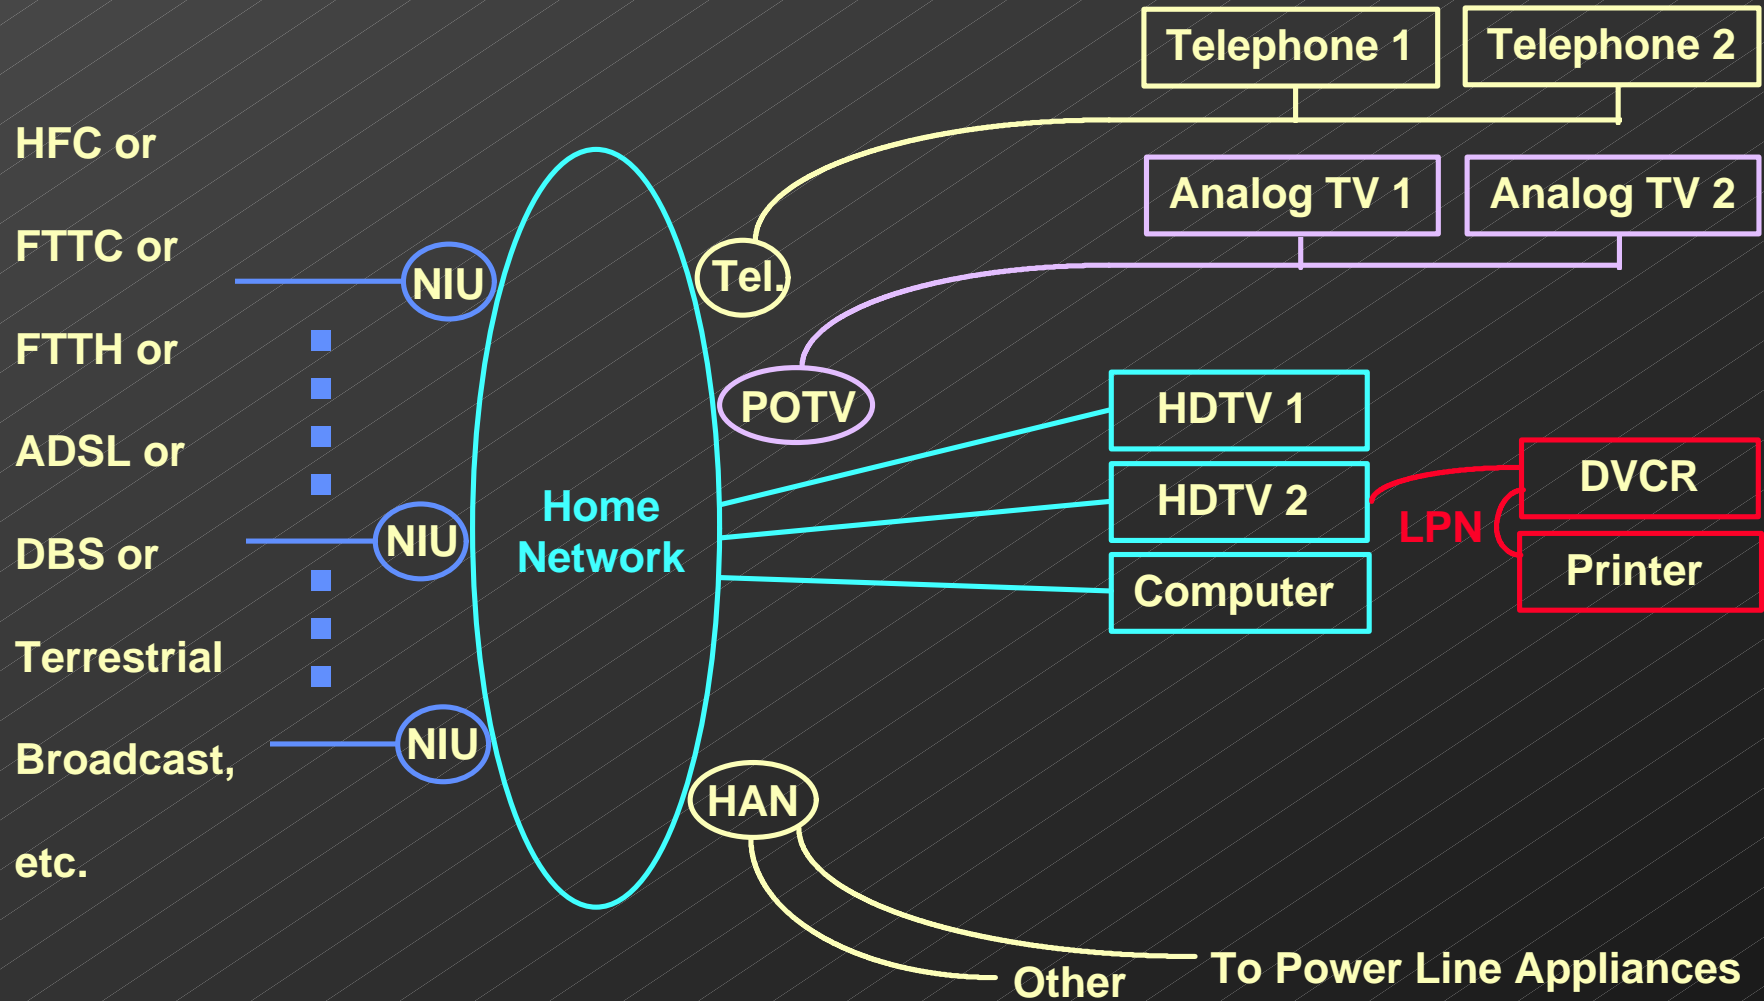 HFC or
FTTC or
FTTH or
ADSL or
DBS or
Terrestrial
Broadcast,
etc.
NIU
NIU
NIU
Home
Network
Tel.
POTV
HAN
Telephone 1
Telephone 2
Analog TV 1
Analog TV 2
HDTV 1
HDTV 2
Computer
LPN
DVCR
Printer
Other
To Power Line Appliances